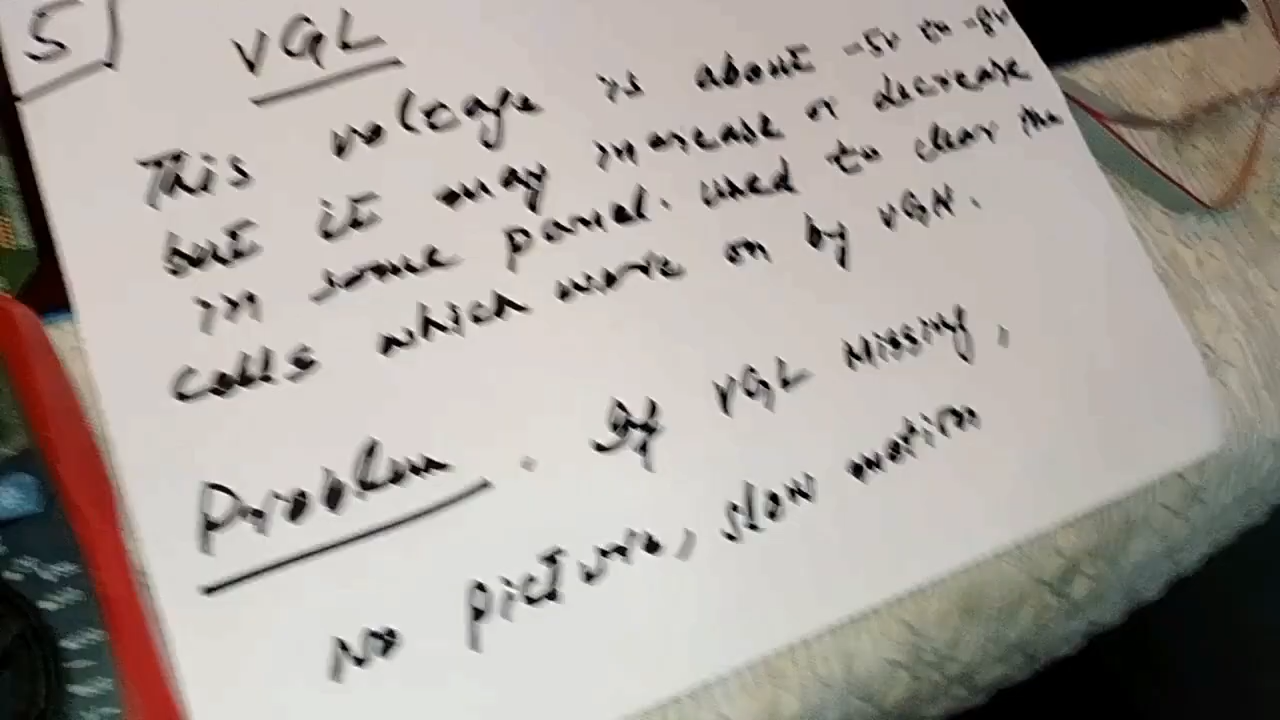 5
VGL
This voltage is about -5v to -8v
but it may increase or decrease
in some panel. Used to clear the
cells which work on by VGH.
Problem. If VGL Missing,
No picture, slow motion